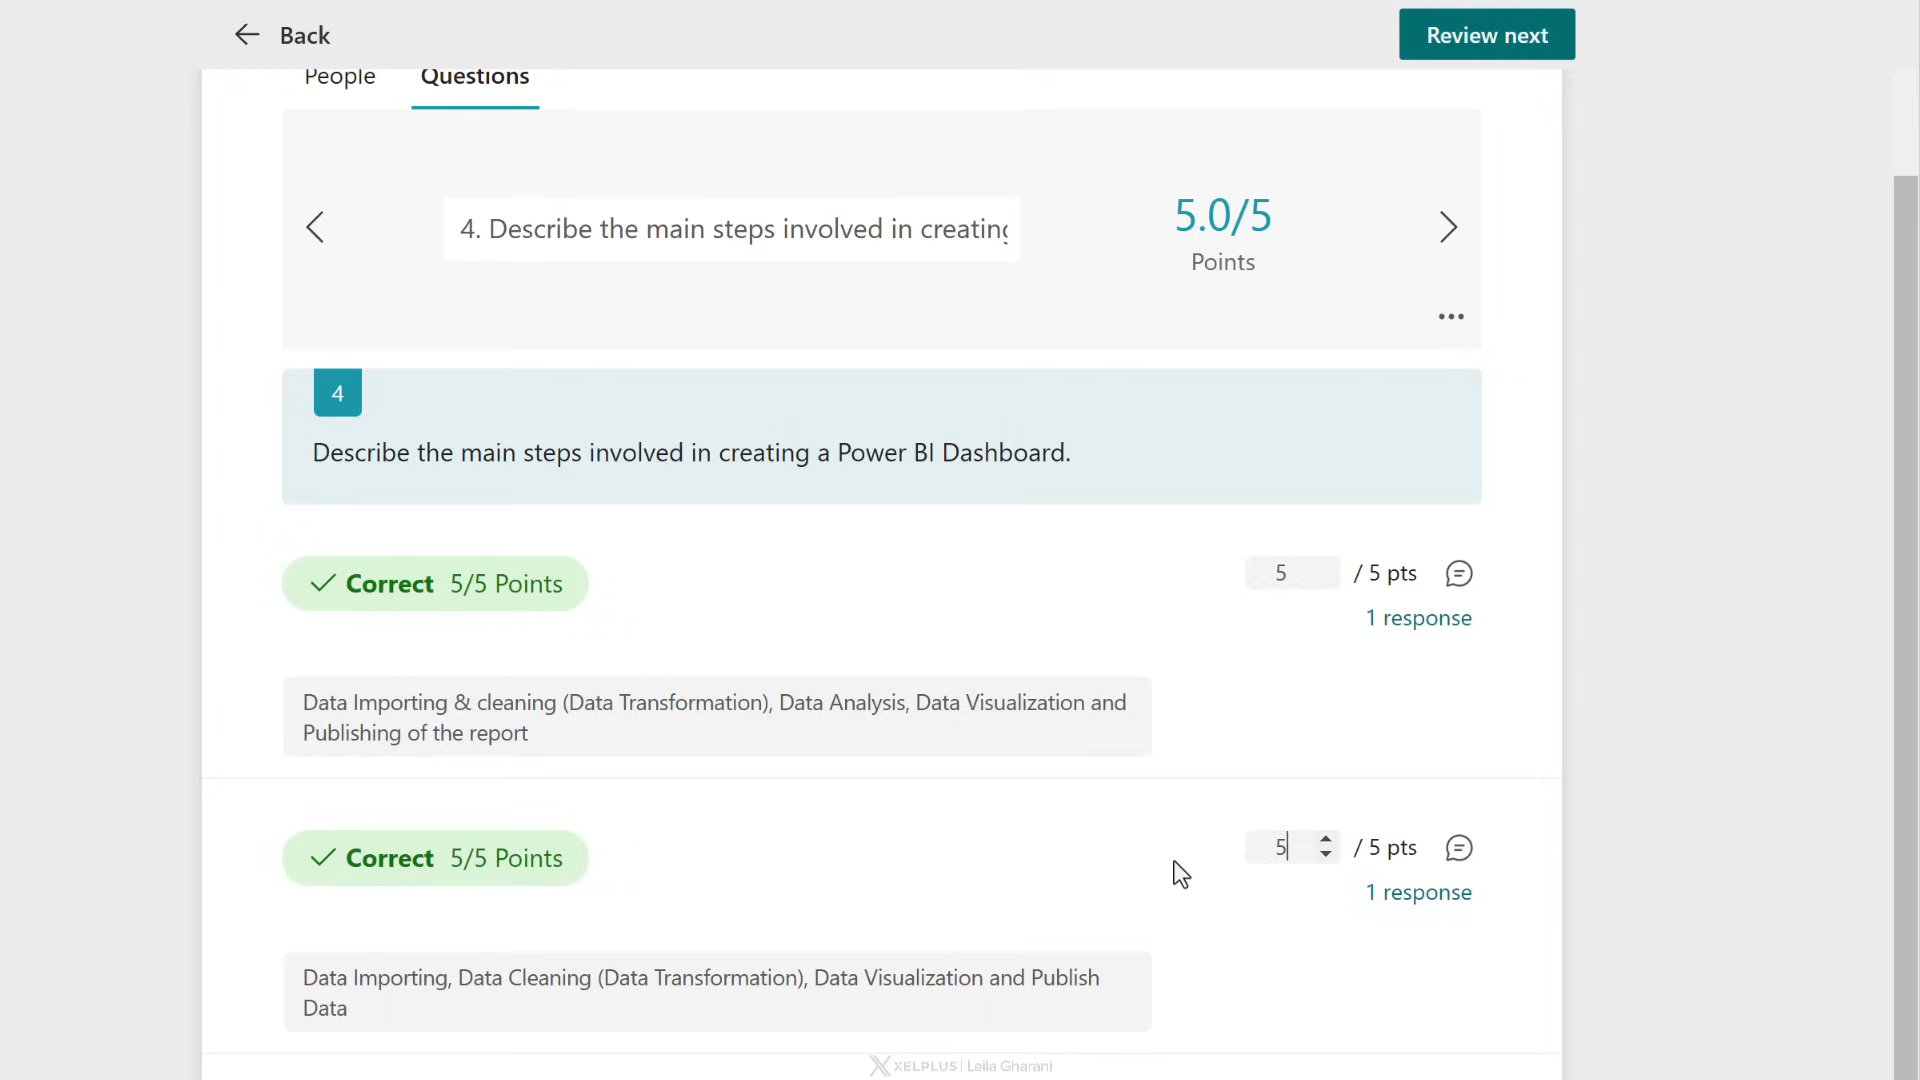 Back
Review next
People
Questions
4. Describe the main steps involved in creating
5.0/5
Points
4
Describe the main steps involved in creating a Power BI Dashboard.
Correct 5/5 Points
5 / 5 pts
1 response
Data Importing & cleaning (Data Transformation), Data Analysis, Data Visualization and
Publishing of the report
Correct 5/5 Points
5 / 5 pts
1 response
Data Importing, Data Cleaning (Data Transformation), Data Visualization and Publish
Data
XELPLUS | Leila Gharani